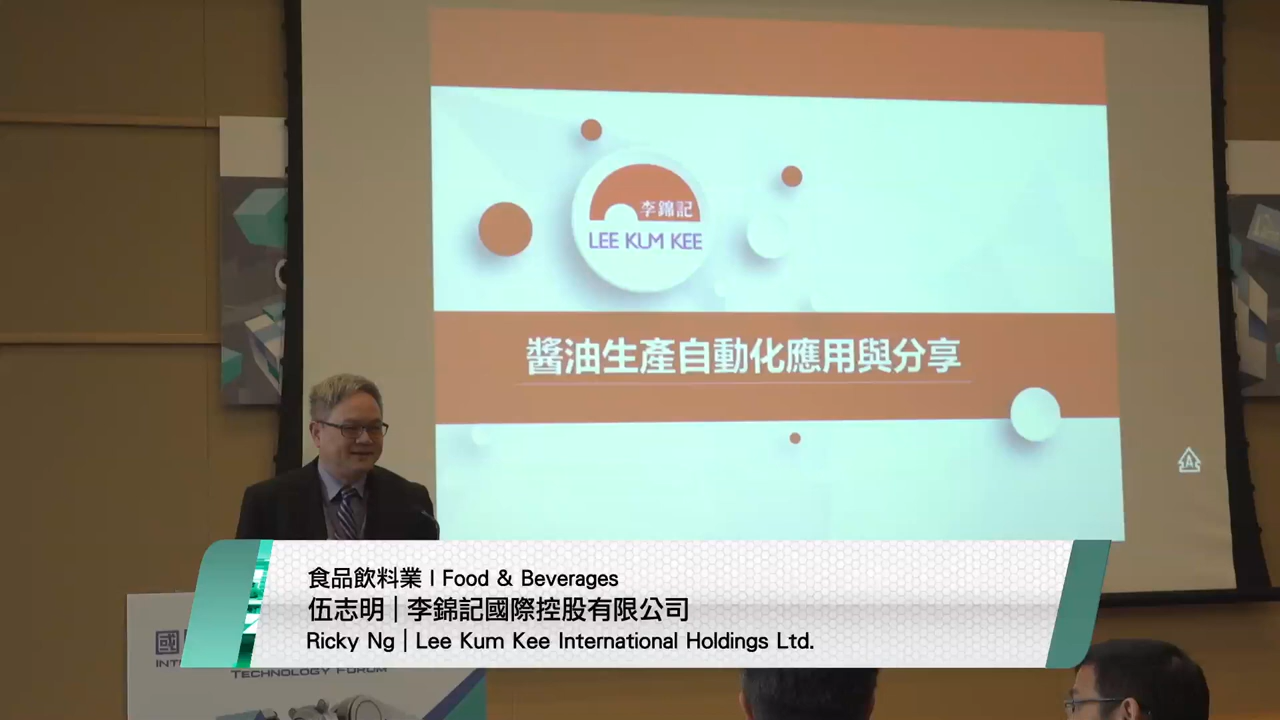 李錦記
LEE KUM KEE
醬油生產自動化應用與分享
食品飲料業 | Food & Beverages
伍志明 | 李錦記國際控股有限公司
Ricky Ng | Lee Kum Kee International Holdings Ltd.
國
INT
TECHNOLOGY FORUM